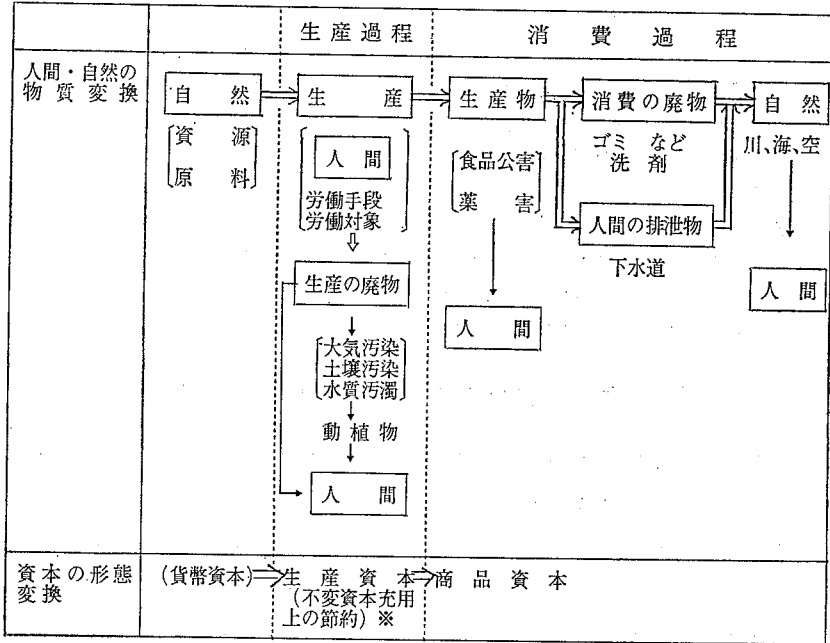 生産過程
消費過程
人間・自然の
物質変換
自然
資源
原料
生産
人間
労働手段
労働対象
生産の廃物
大気汚染
土壌汚染
水質汚濁
動植物
人間
生産物
食品公害
薬害
人間
消費の廃物
ゴミなど
洗剤
人間の排泄物
下水道
自然
川、海、空
人間
資本の形態
変換
(貨幣資本)⇒生産資本⇒商品資本
(不変資本充用
上の節約)※